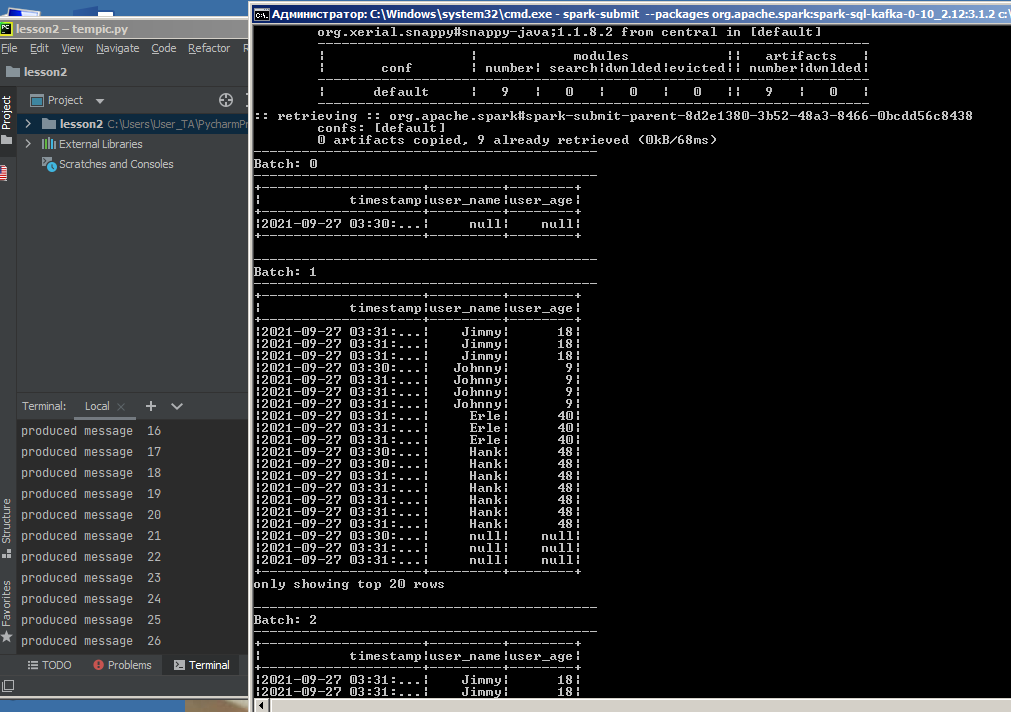 lesson2 – tempic.py
File Edit View Navigate Code Refactor
lesson2
Project
Project
lesson2 C:\Users\User_TA\PycharmPr
External Libraries
Scratches and Consoles
Terminal: Local
produced message 16
produced message 17
produced message 18
produced message 19
produced message 20
produced message 21
produced message 22
produced message 23
produced message 24
produced message 25
produced message 26
Structure
Favorites
TODO Problems Terminal
Администратор: C:\Windows\system32\cmd.exe - spark-submit --packages org.apache.spark:spark-sql-kafka-0-10_2.12:3.1.2 c:\
org.xerial.snappy#snappy-java;1.1.8.2 from central in [default]
---------------------------------------------------------------------
| | modules || artifacts |
| conf | number| search|dwnlded|evicted|| number|dwnlded|
---------------------------------------------------------------------
| default | 9 | 0 | 0 | 0 || 9 | 0 |
---------------------------------------------------------------------
:: retrieving :: org.apache.spark#spark-submit-parent-8d2e1380-3b52-48a3-8466-0bcdd56c8438
confs: [default]
0 artifacts copied, 9 already retrieved (0kB/68ms)
-------------------------------------------
Batch: 0
-------------------------------------------
+--------------------+---------+--------+
| timestamp|user_name|user_age|
+--------------------+---------+--------+
|2021-09-27 03:30:...| null| null|
+--------------------+---------+--------+
-------------------------------------------
Batch: 1
-------------------------------------------
+--------------------+---------+--------+
| timestamp|user_name|user_age|
+--------------------+---------+--------+
|2021-09-27 03:31:...| Jimmy| 18|
|2021-09-27 03:31:...| Jimmy| 18|
|2021-09-27 03:31:...| Jimmy| 18|
|2021-09-27 03:30:...| Johnny| 9|
|2021-09-27 03:31:...| Johnny| 9|
|2021-09-27 03:31:...| Johnny| 9|
|2021-09-27 03:31:...| Johnny| 9|
|2021-09-27 03:31:...| Erle| 40|
|2021-09-27 03:31:...| Erle| 40|
|2021-09-27 03:31:...| Erle| 40|
|2021-09-27 03:30:...| Hank| 48|
|2021-09-27 03:30:...| Hank| 48|
|2021-09-27 03:31:...| Hank| 48|
|2021-09-27 03:31:...| Hank| 48|
|2021-09-27 03:31:...| Hank| 48|
|2021-09-27 03:31:...| Hank| 48|
|2021-09-27 03:31:...| Hank| 48|
|2021-09-27 03:30:...| null| null|
|2021-09-27 03:31:...| null| null|
|2021-09-27 03:31:...| null| null|
+--------------------+---------+--------+
only showing top 20 rows
-------------------------------------------
Batch: 2
-------------------------------------------
+--------------------+---------+--------+
| timestamp|user_name|user_age|
+--------------------+---------+--------+
|2021-09-27 03:31:...| Jimmy| 18|
|2021-09-27 03:31:...| Jimmy| 18|